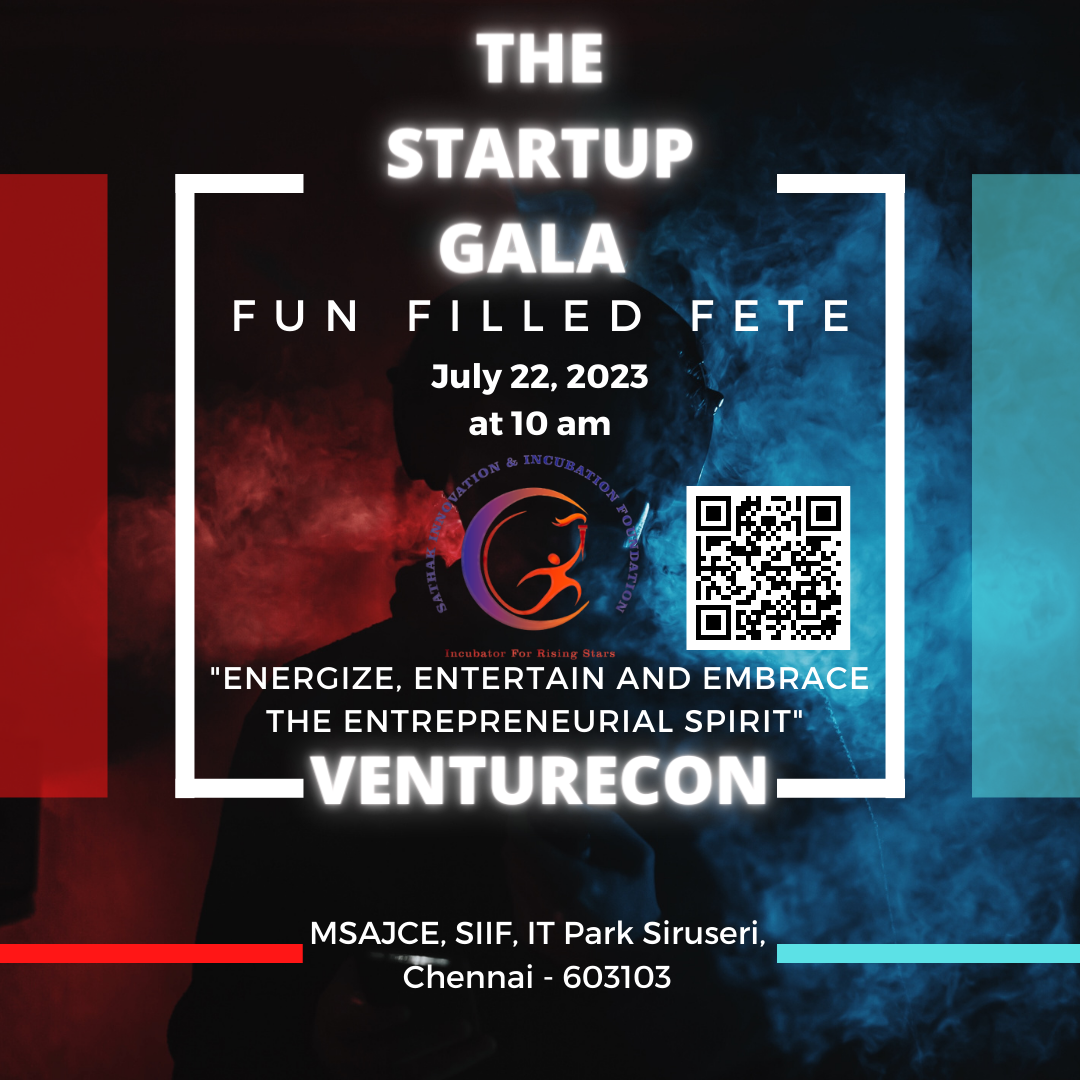 THE
STARTUP
GALA
FUN FILLED FETE
July 22, 2023
at 10 am
SATHAK INNOVATION & INCUBATION FOUNDATION
Incubator For Rising Stars
"ENERGIZE, ENTERTAIN AND EMBRACE
THE ENTREPRENEURIAL SPIRIT"
VENTURECON
MSAJCE, SIIF, IT Park Siruseri,
Chennai - 603103